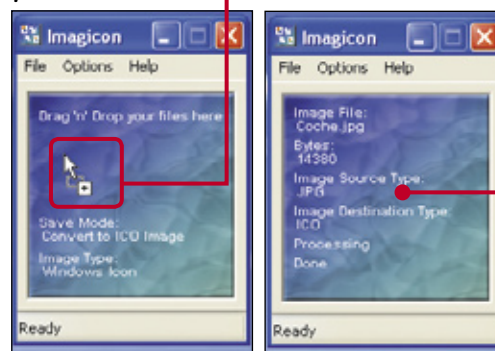 Imagicon
File Options Help
Drag 'n' Drop your files here
Save Mode:
Convert to ICO Image
Image Type:
Windows Icon
Ready
Imagicon
File Options Help
Image File:
Coche.jpg
Bytes:
14380
Image Source Type:
JPG
Image Destination Type:
ICO
Processing
Done
Ready